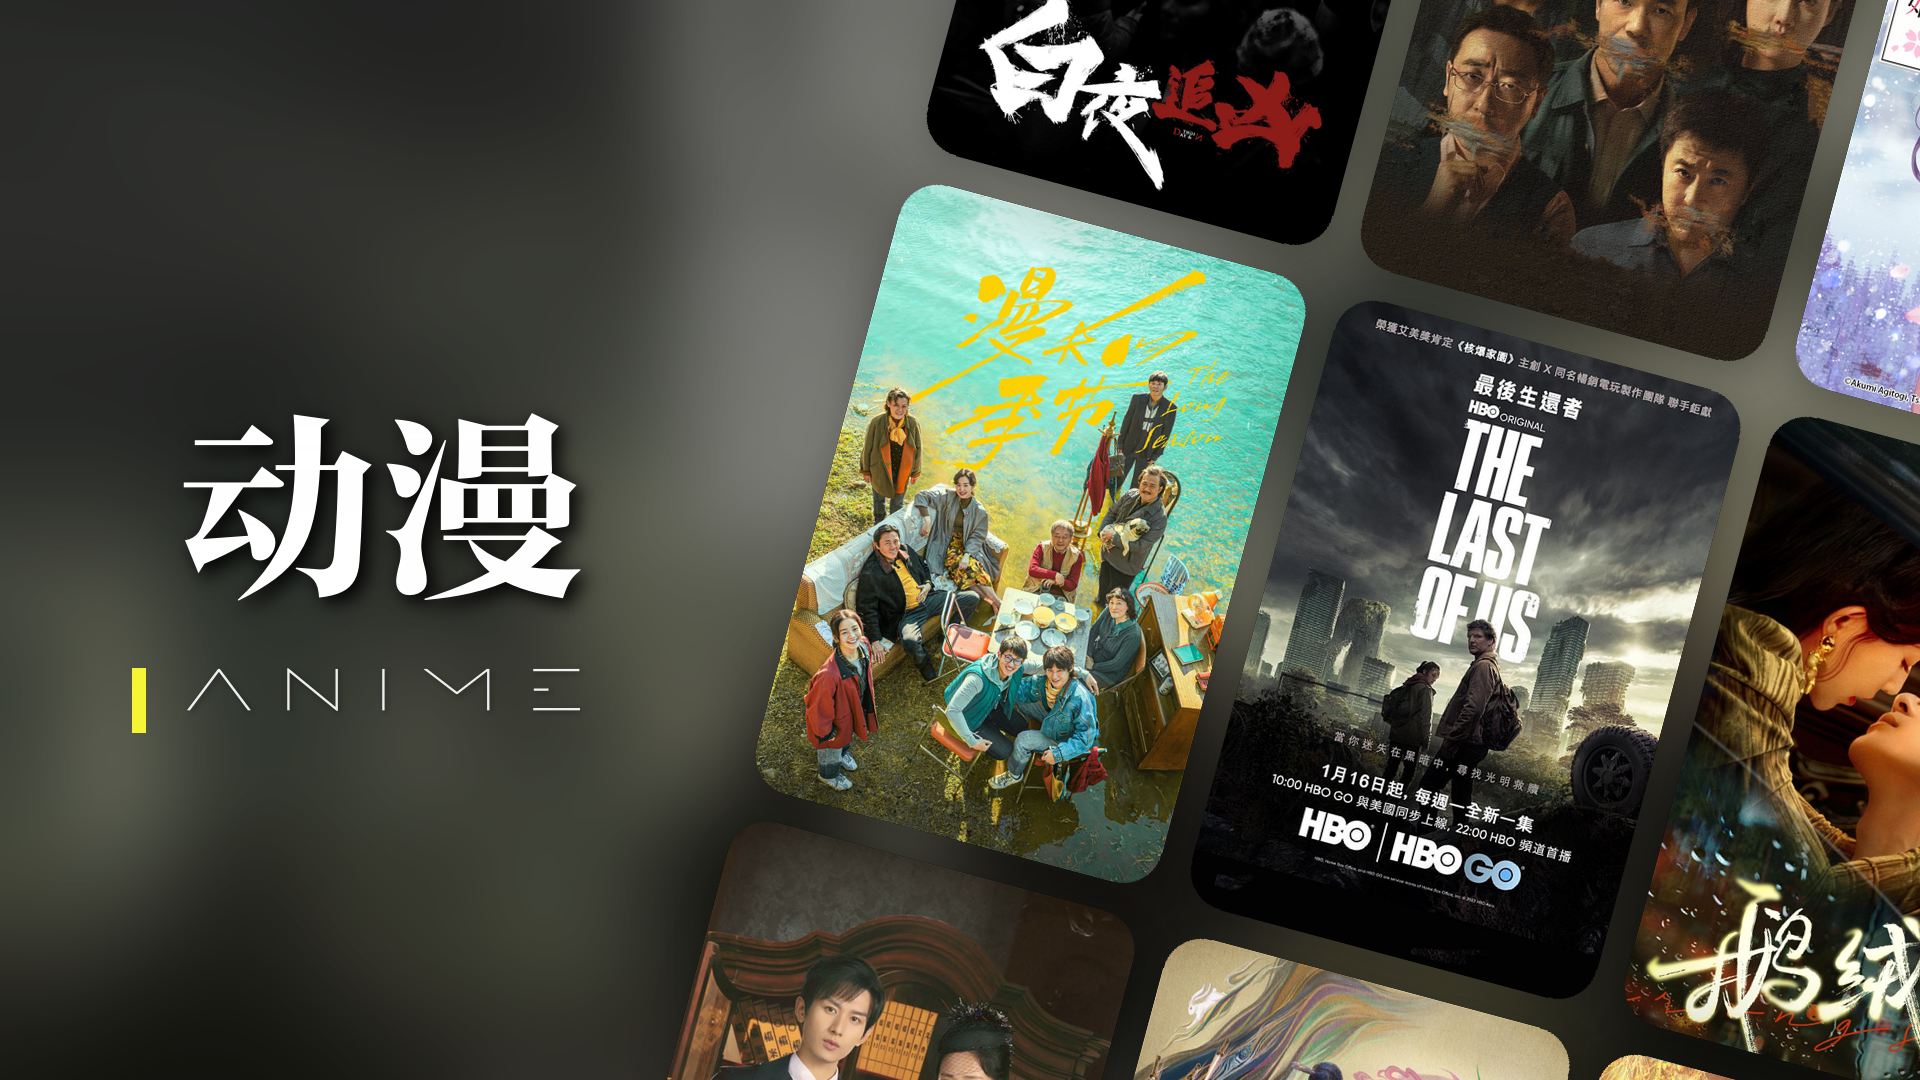 动漫
ANIME
白夜追凶
漫长的季节
The Long Season
榮獲艾美獎肯定《核爆家園》主創 X 同名暢銷電玩製作團隊 聯手鉅獻
最後生還者
HBO ORIGINAL
THE
LAST
OF US
當你迷失在黑暗中，尋找光明救贖
1月16日起, 每週一全新一集
10:00 HBO GO 與美國同步上線, 22:00 HBO 頻道首播
HBO | HBO GO
©Akumi Agitogi, Ts
鹅绒